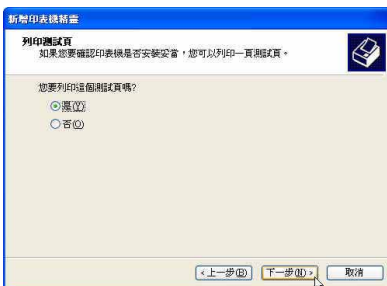 新增印表機精靈
列印測試頁
如果您要確認印表機是否安裝妥當，您可以列印一頁測試頁。
您要列印這個測試頁嗎?
是(Y)
否(O)
<上一步(B) 下一步(N)> 取消